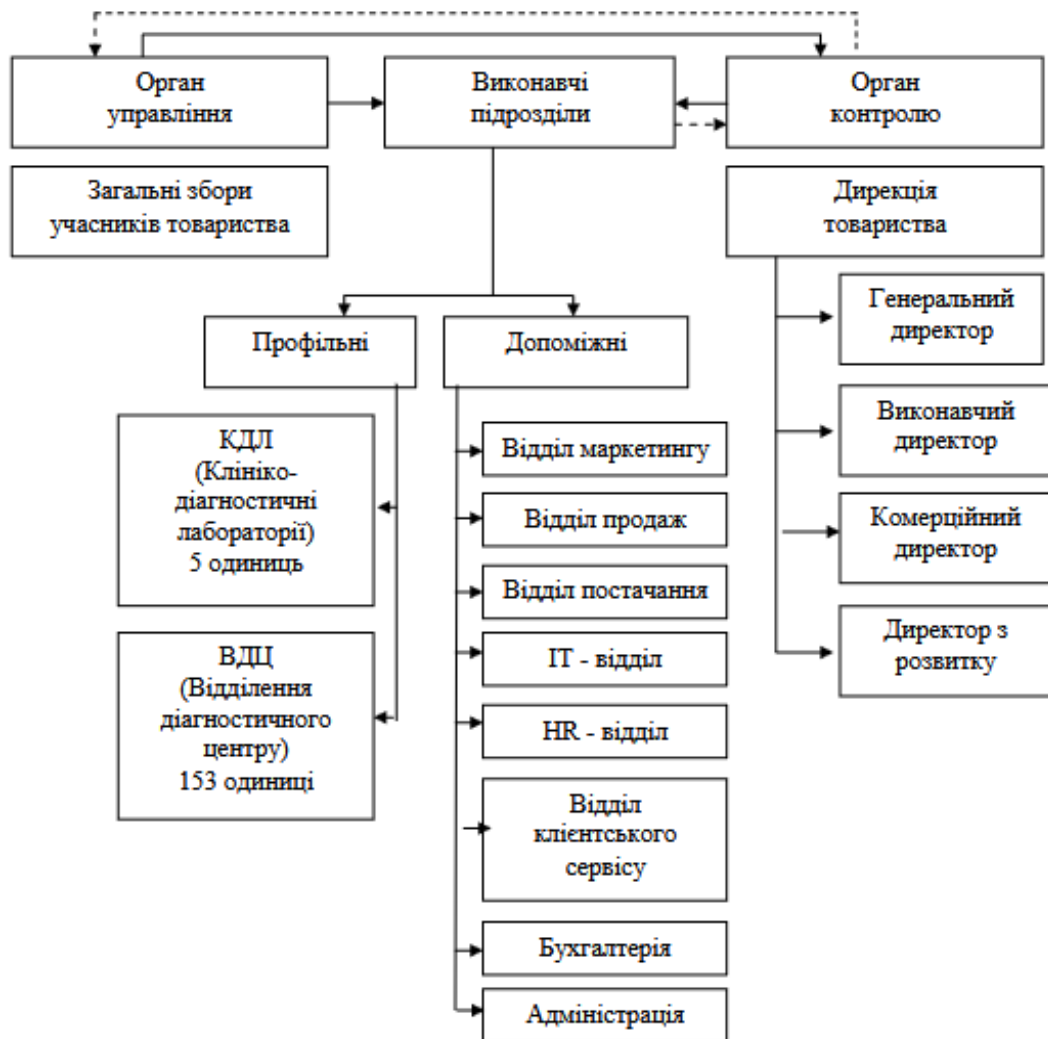 Орган
управління
Виконавчі
підрозділи
Орган
контролю
Загальні збори
учасників товариства
Дирекція
товариства
Генеральний
директор
Профільні
Допоміжні
Виконавчий
директор
КДЛ
(Клініко-
діагностичні
лабораторії)
5 одиниць
Відділ маркетингу
Відділ продаж
Комерційний
директор
Відділ постачання
Директор з
розвитку
ВДЦ
(Відділення
діагностичного
центру)
153 одиниці
ІТ - відділ
HR - відділ
Відділ
клієнтського
сервісу
Бухгалтерія
Адміністрація